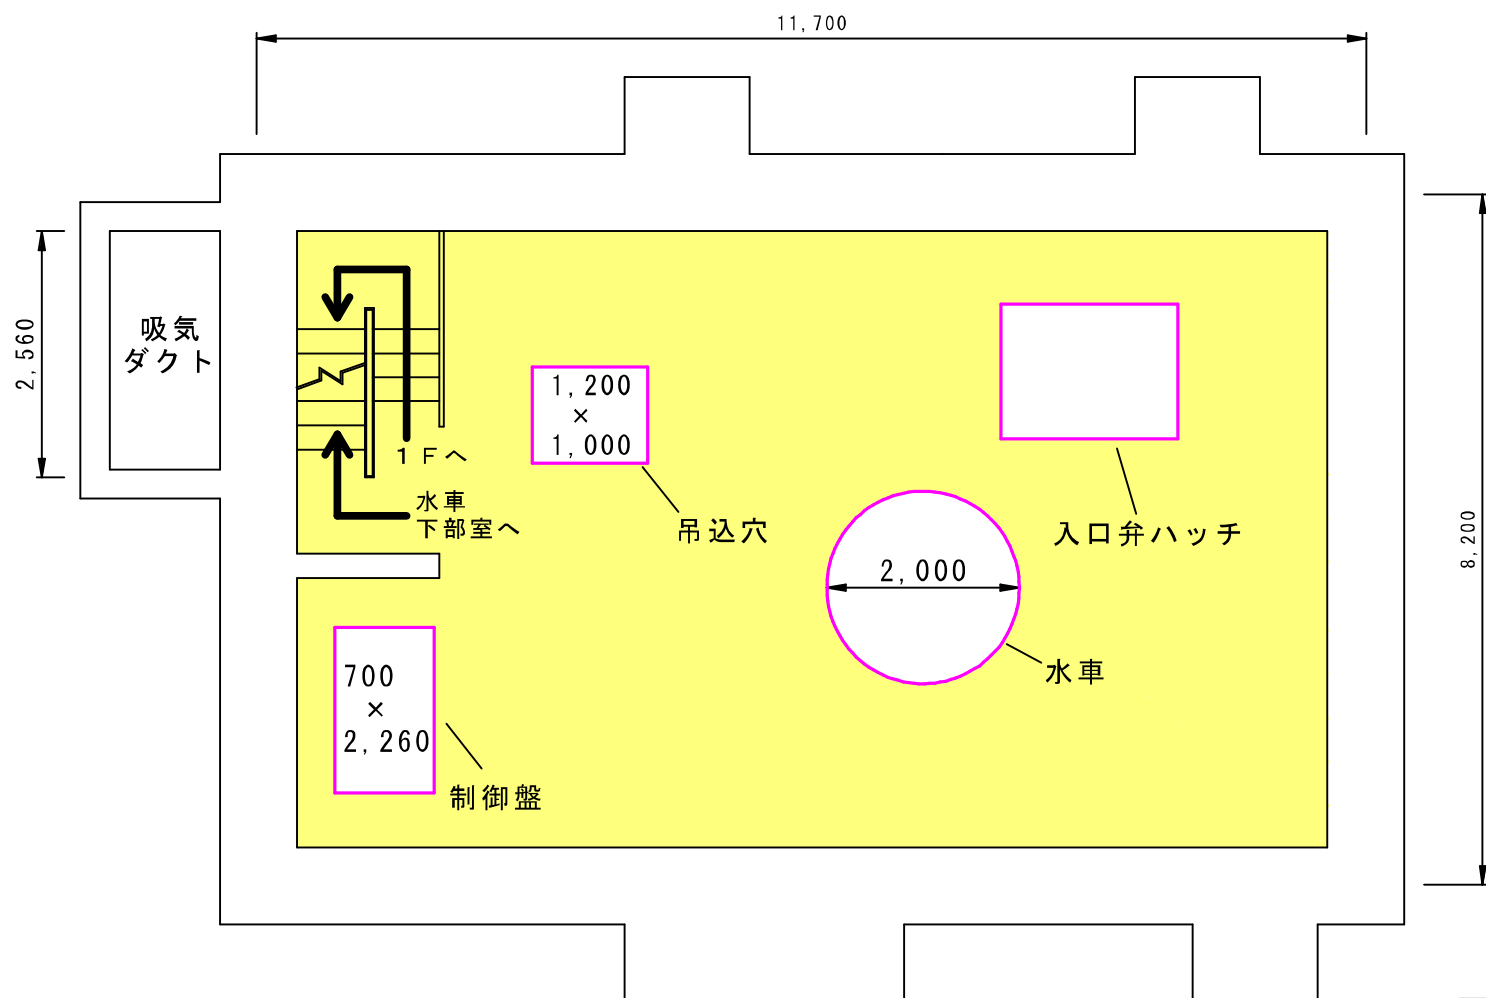 11,700
2,560
吸気
ダクト
1Fへ
水車
下部室へ
1,200
×
1,000
吊込穴
入口弁ハッチ
2,000
水車
8,200
700
×
2,260
制御盤